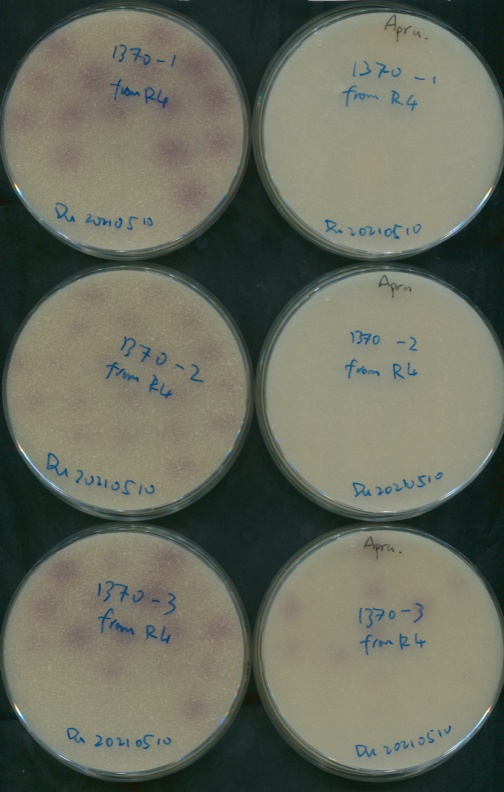 1370-1
from R4
Du 20210510
Apra.
1370 -1
from R4
Du 20210510
1370 -2
from R4
Du 20210510
Apra
1370 -2
from R4
Du 20210510
1370-3
from R4
Du 20210510
Apra.
1370-3
from R4
Du 20210510